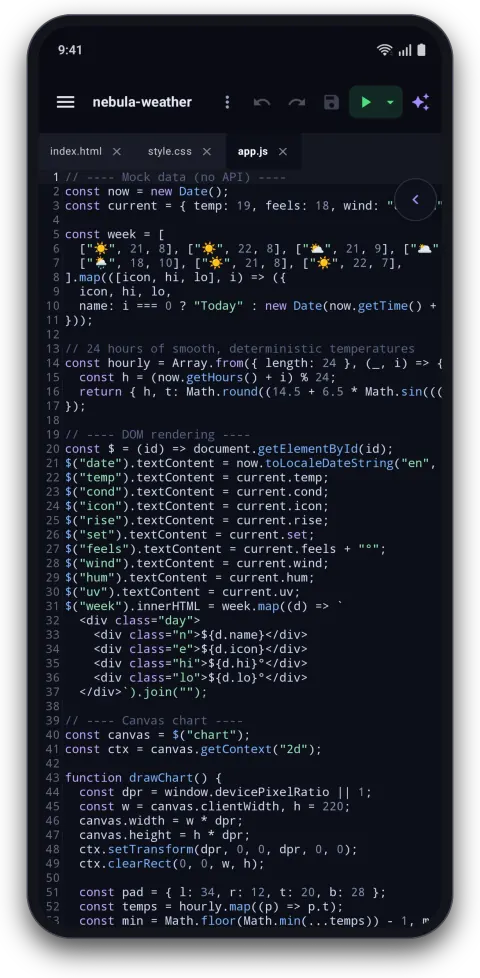 9:41
nebula-weather
index.html
style.css
app.js
1 // ---- Mock data (no API) ----
2 const now = new Date();
3 const current = { temp: 19, feels: 18, wind: "
4
5 const week = [
6 ["☀️", 21, 8], ["☀️", 22, 8], ["⛅", 21, 9], ["🌥️"
7 ["🌦️", 18, 10], ["☀️", 21, 8], ["☀️", 22, 7],
8 ].map(([icon, hi, lo], i) => ({
9 icon, hi, lo,
10 name: i === 0 ? "Today" : new Date(now.getTime() +
11 }));
12
13 // 24 hours of smooth, deterministic temperatures
14 const hourly = Array.from({ length: 24 }, (_, i) => {
15 const h = (now.getHours() + i) % 24;
16 return { h, t: Math.round((14.5 + 6.5 * Math.sin(((
17 });
18
19 // ---- DOM rendering ----
20 const $ = (id) => document.getElementById(id);
21 $("date").textContent = now.toLocaleDateString("en",
22 $("temp").textContent = current.temp;
23 $("cond").textContent = current.cond;
24 $("icon").textContent = current.icon;
25 $("rise").textContent = current.rise;
26 $("set").textContent = current.set;
27 $("feels").textContent = current.feels + "°";
28 $("wind").textContent = current.wind;
29 $("hum").textContent = current.hum;
30 $("uv").textContent = current.uv;
31 $("week").innerHTML = week.map((d) => `
32 <div class="day">
33 <div class="n">${d.name}</div>
34 <div class="e">${d.icon}</div>
35 <div class="hi">${d.hi}°</div>
36 <div class="lo">${d.lo}°</div>
37 </div>`).join("");
38
39 // ---- Canvas chart ----
40 const canvas = $("chart");
41 const ctx = canvas.getContext("2d");
42
43 function drawChart() {
44 const dpr = window.devicePixelRatio || 1;
45 const w = canvas.clientWidth, h = 220;
46 canvas.width = w * dpr;
47 canvas.height = h * dpr;
48 ctx.setTransform(dpr, 0, 0, dpr, 0, 0);
49 ctx.clearRect(0, 0, w, h);
50
51 const pad = { l: 34, r: 12, t: 20, b: 28 };
52 const temps = hourly.map((p) => p.t);
53 const min = Math.floor(Math.min(...temps)) - 1,